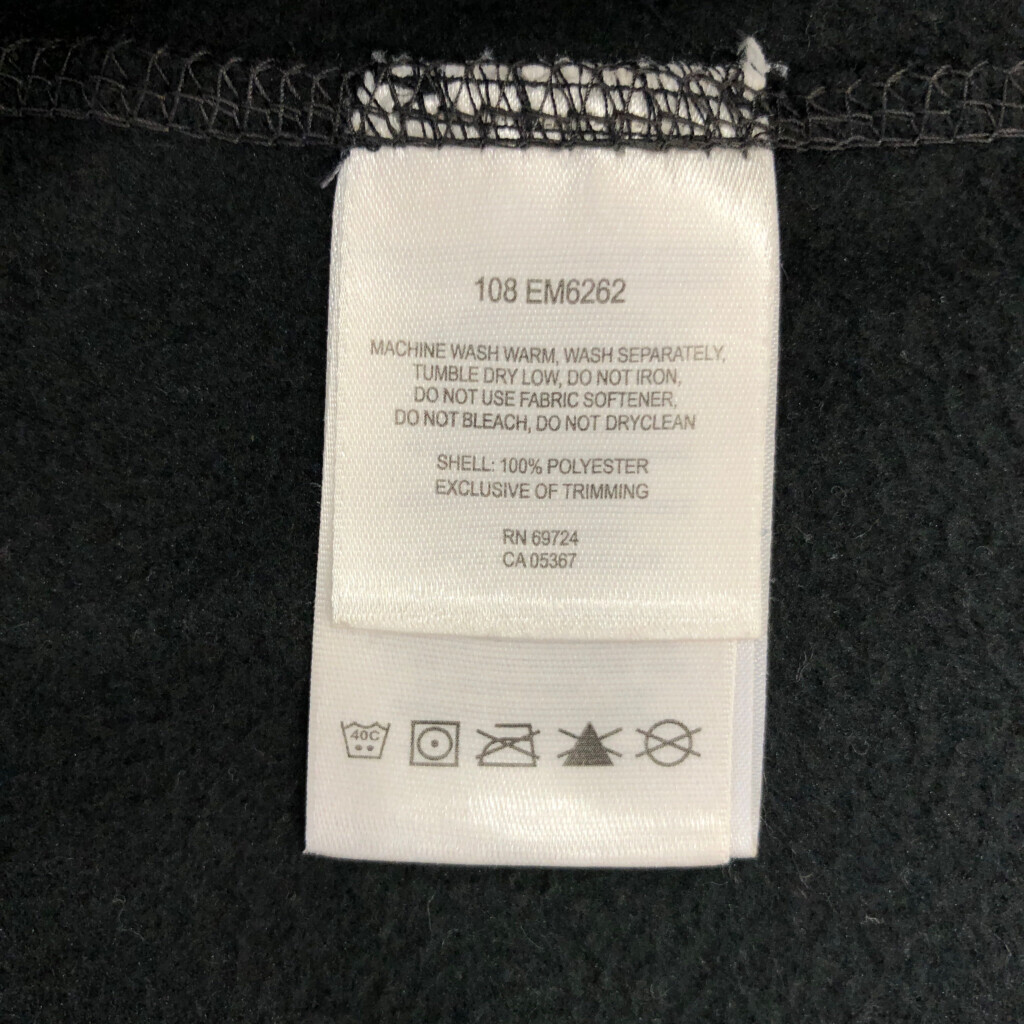 108 EM6262
MACHINE WASH WARM, WASH SEPARATELY,
TUMBLE DRY LOW, DO NOT IRON,
DO NOT USE FABRIC SOFTENER,
DO NOT BLEACH, DO NOT DRYCLEAN
SHELL: 100% POLYESTER
EXCLUSIVE OF TRIMMING
RN 69724
CA 05367
40C